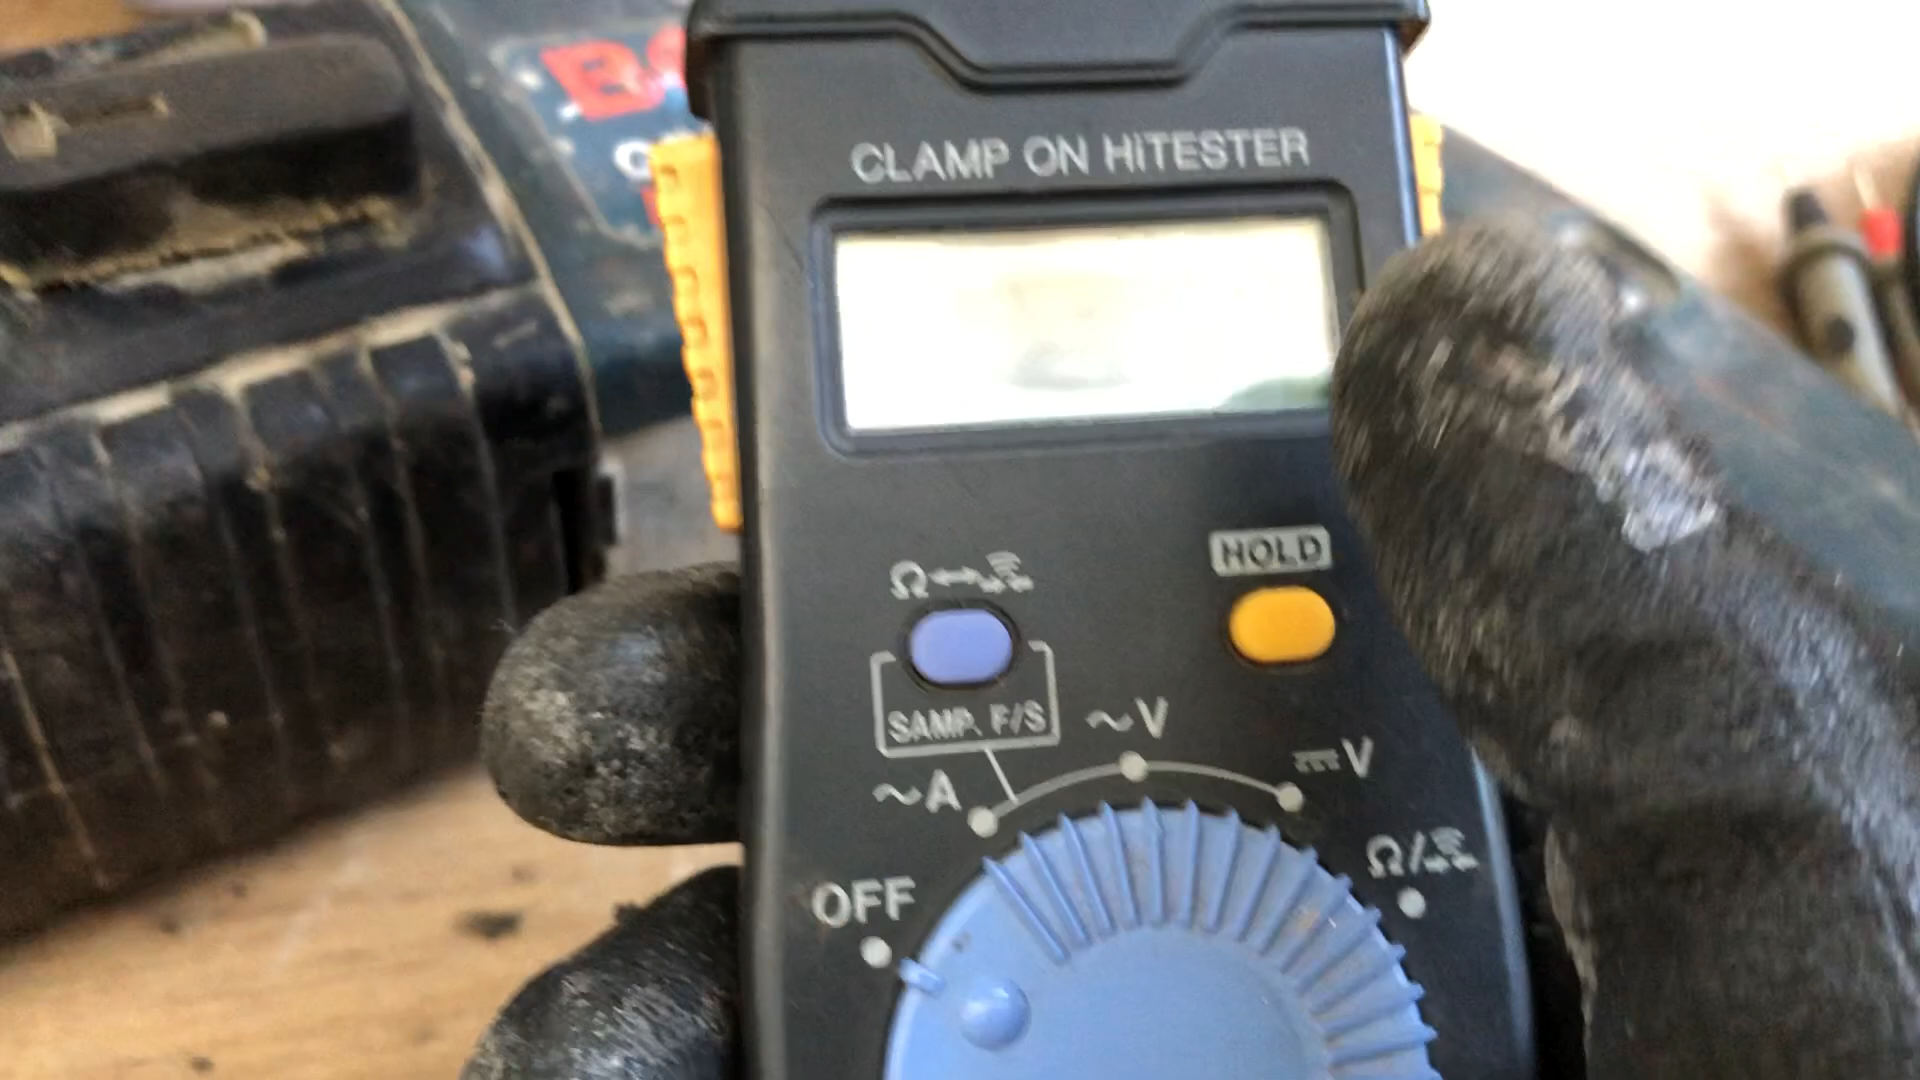 CLAMP ON HiTESTER
HOLD
Ω
SAMP. F/S
~V
⎓V
~A
Ω/
OFF